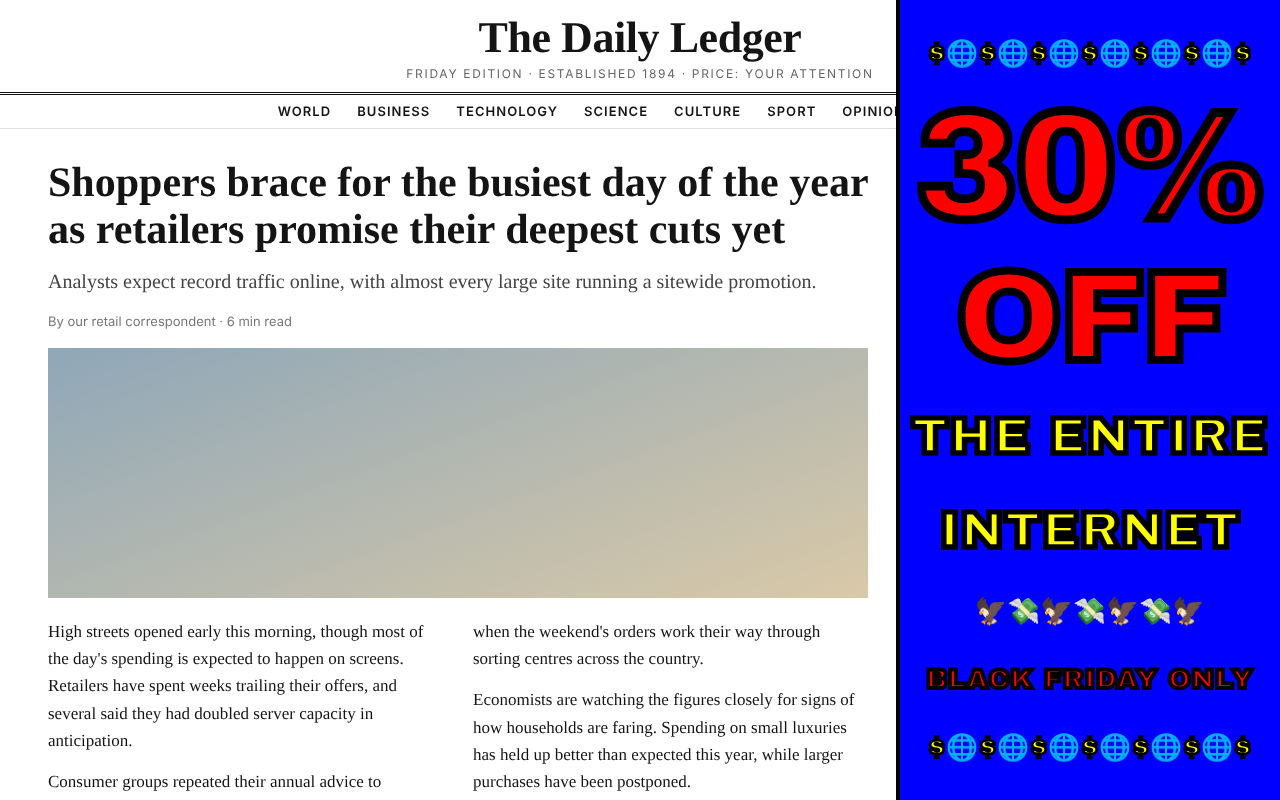 The Daily Ledger
FRIDAY EDITION · ESTABLISHED 1894 · PRICE: YOUR ATTENTION
WORLD BUSINESS TECHNOLOGY SCIENCE CULTURE SPORT
Shoppers brace for the busiest day of the year
as retailers promise their deepest cuts yet
Analysts expect record traffic online, with almost every large site running a sitewide promotion.
By our retail correspondent · 6 min read
High streets opened early this morning, though most of
the day's spending is expected to happen on screens.
Retailers have spent weeks trailing their offers, and
several said they had doubled server capacity in
anticipation.
Consumer groups repeated their annual advice to
when the weekend's orders work their way through
sorting centres across the country.
Economists are watching the figures closely for signs of
how households are faring. Spending on small luxuries
has held up better than expected this year, while larger
purchases have been postponed.
$🌐$🌐$🌐$🌐$🌐$🌐$
30%
OFF
THE ENTIRE
INTERNET
🦅💸🦅💸🦅💸🦅
BLACK FRIDAY ONLY
$🌐$🌐$🌐$🌐$🌐$🌐$